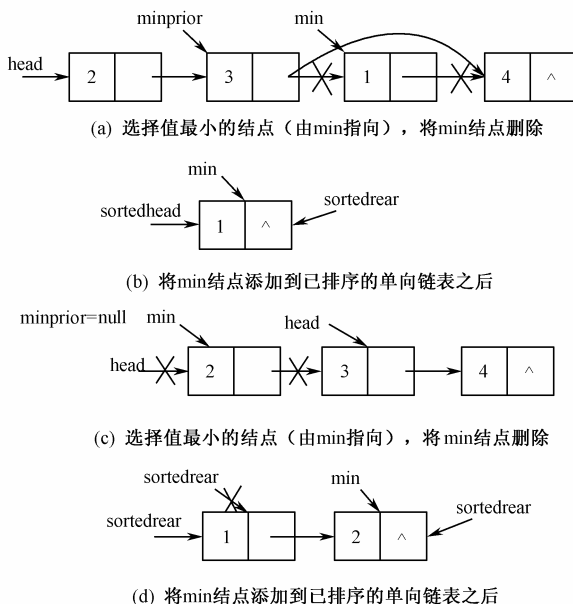 minprior min
head 2 3 1 4 ^
(a) 选择值最小的结点（由min指向），将min结点删除
min
sortedhead 1 ^ sortedrear
(b) 将min结点添加到已排序的单向链表之后
minprior=null min head
head 2 3 4 ^
(c) 选择值最小的结点（由min指向），将min结点删除
sortedrear min
sortedrear 1 2 ^ sortedrear
(d) 将min结点添加到已排序的单向链表之后